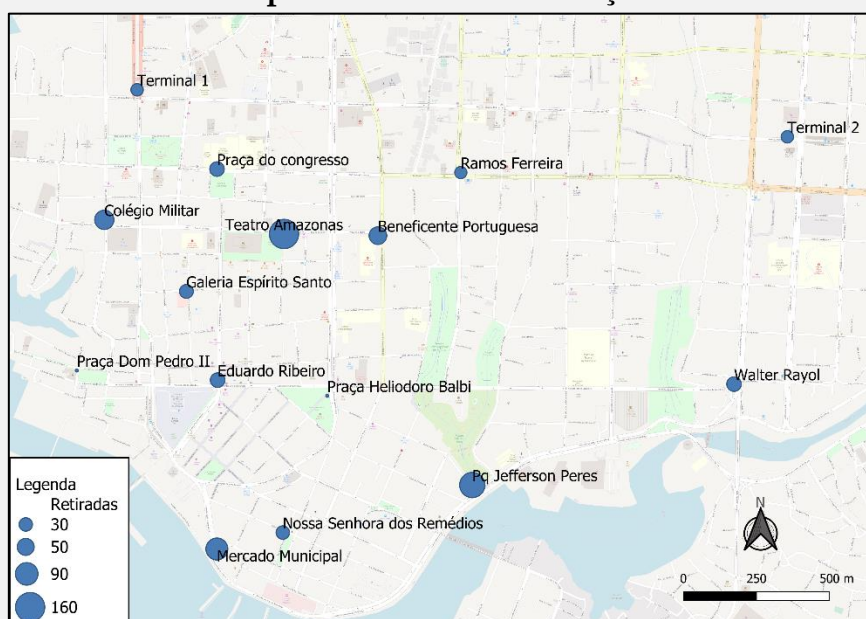 Terminal 1
Terminal 2
Praça do congresso
Ramos Ferreira
Colégio Militar
Teatro Amazonas
Beneficente Portuguesa
Galeria Espírito Santo
Praça Dom Pedro II
Eduardo Ribeiro
Praça Heliodoro Balbi
Walter Rayol
Pq Jefferson Peres
Nossa Senhora dos Remédios
Mercado Municipal
Legenda
Retiradas
30
50
90
160
N
0 250 500 m